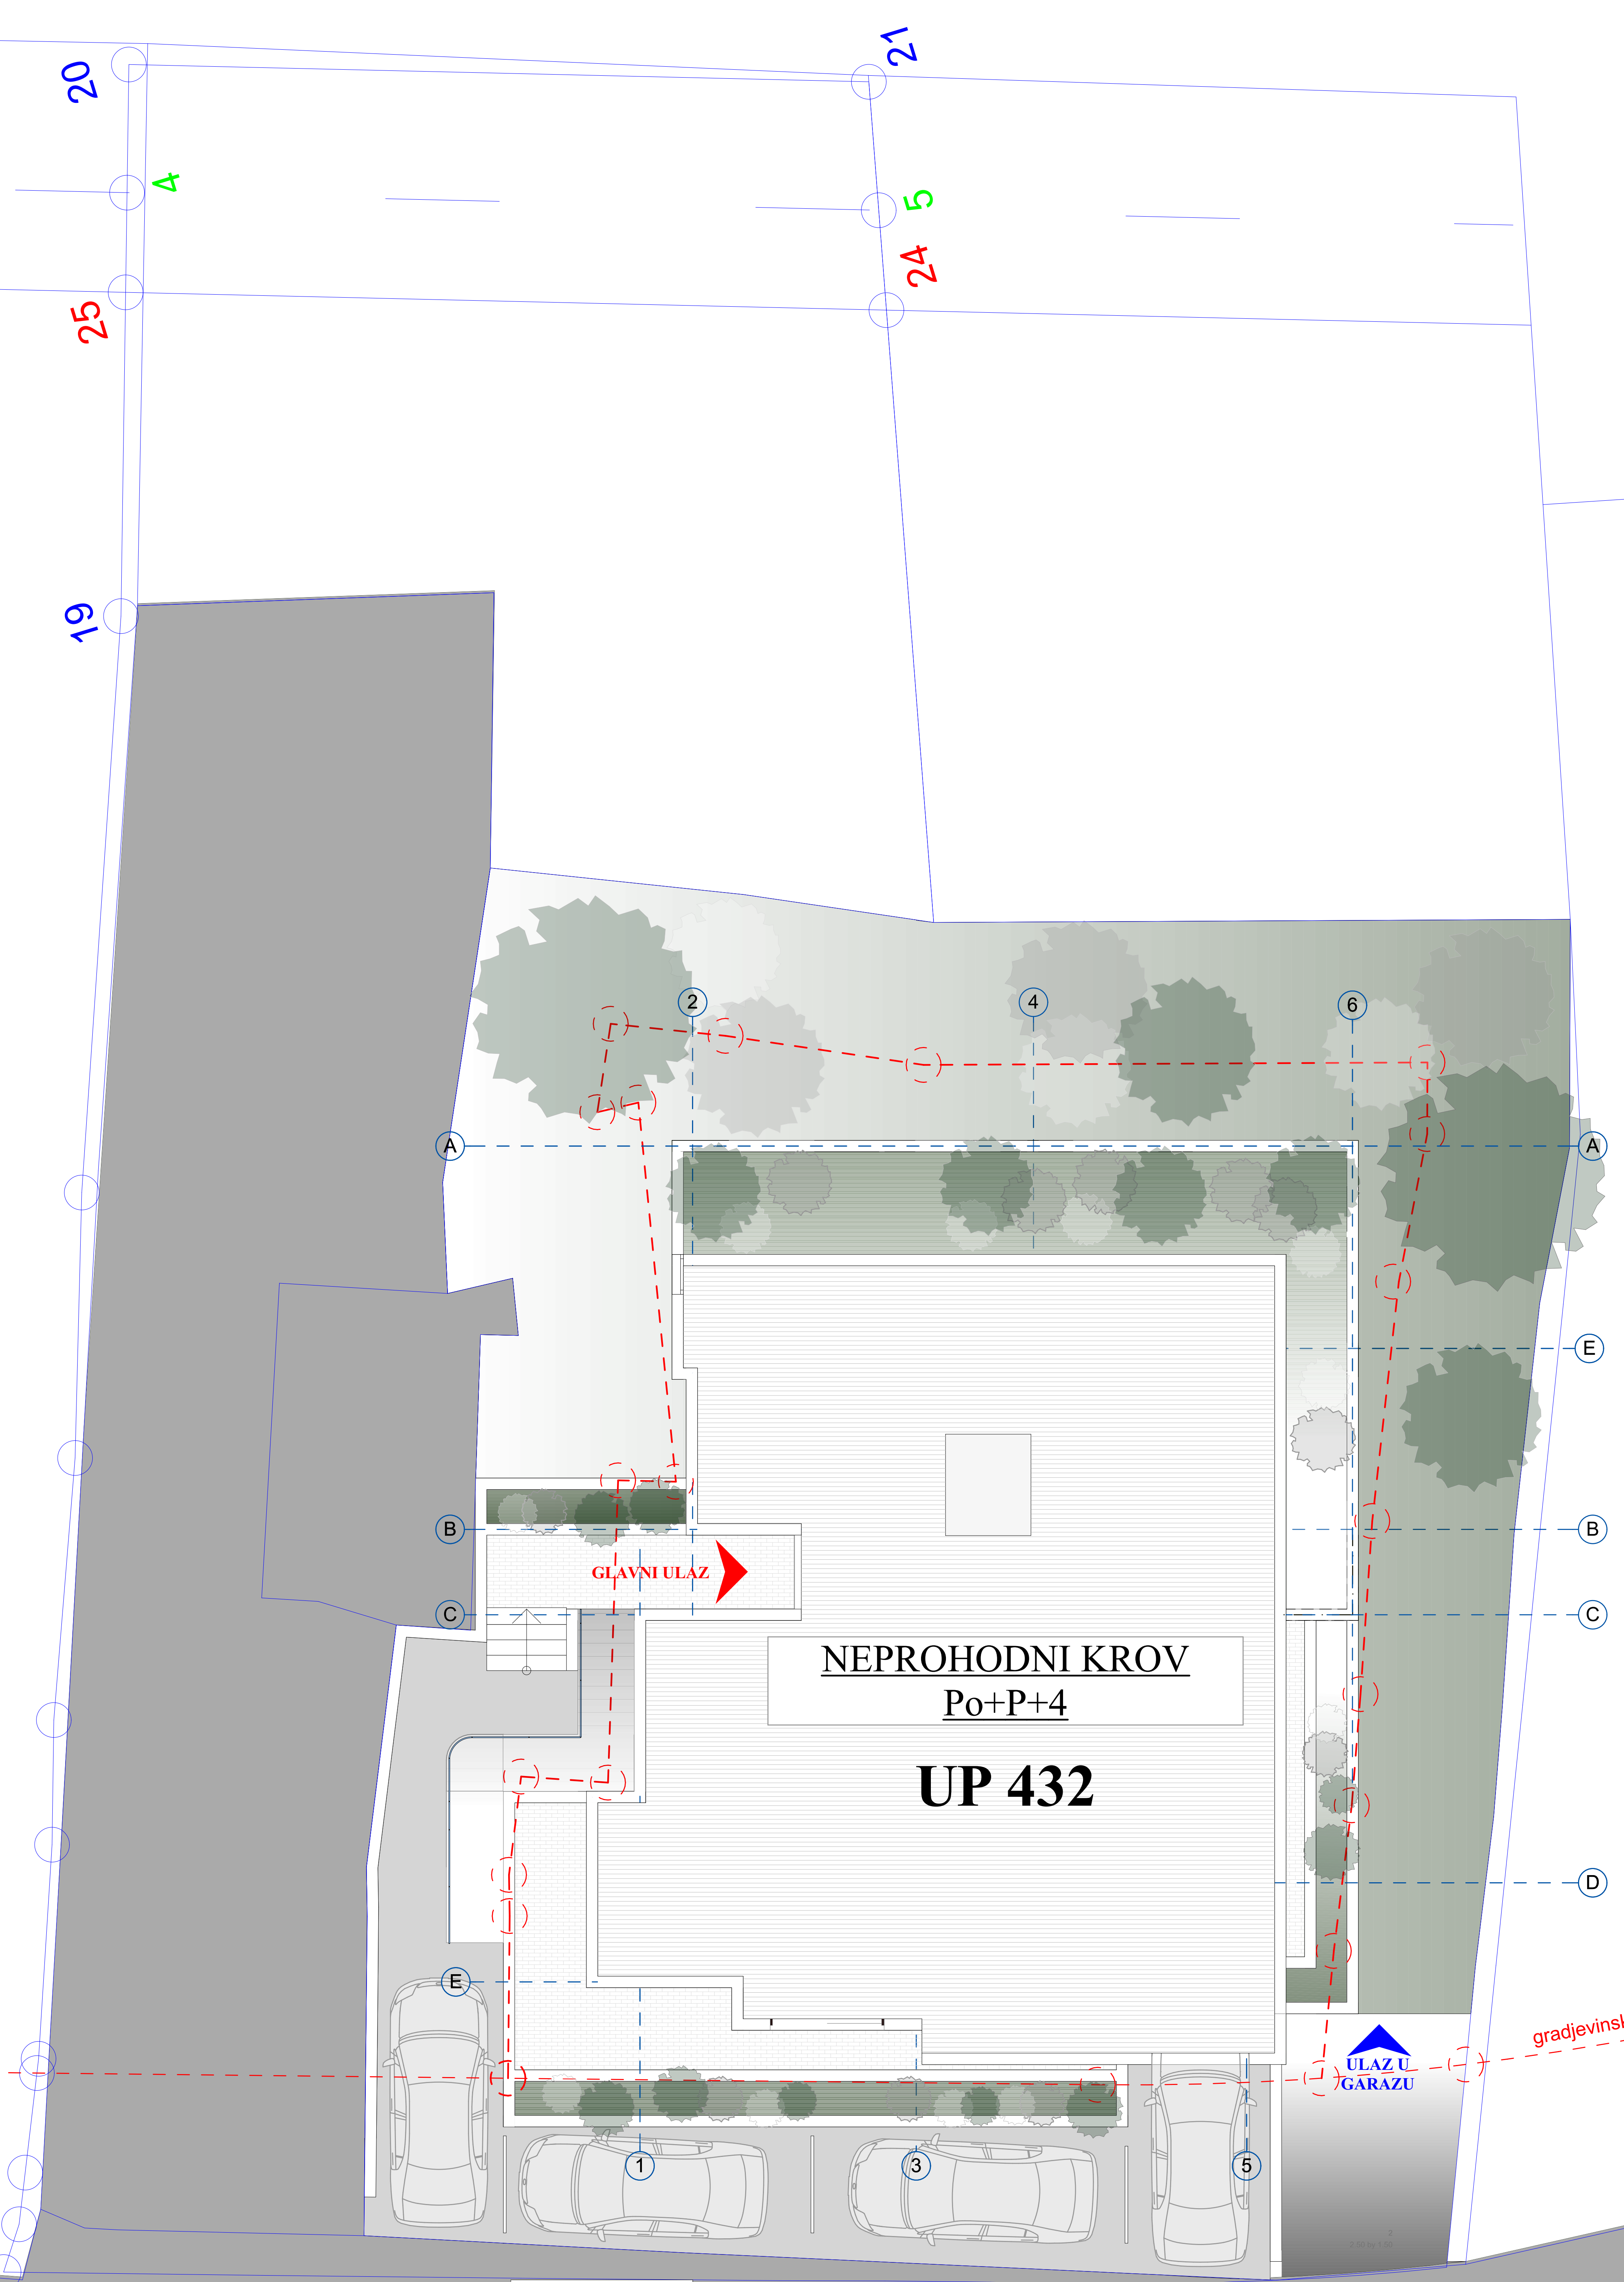 20
21
4
5
24
25
19
2
4
6
A
A
E
B
B
GLAVNI ULAZ
C
C
NEPROHODNI KROV
Po+P+4
UP 432
D
E
gradjevinsk
ULAZ U
GARAZU
1
3
5
2